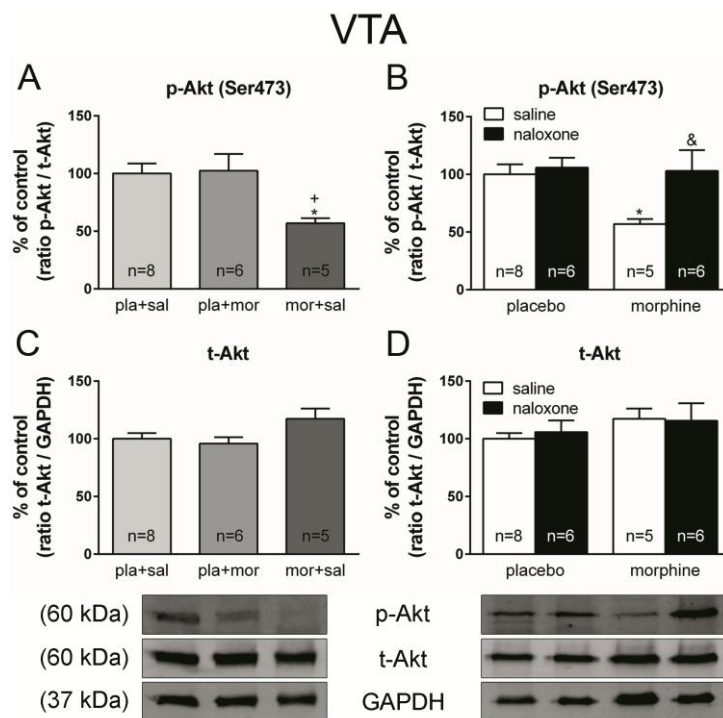 VTA
A
p-Akt (Ser473)
% of control
(ratio p-Akt / t-Akt)
150
100
50
0
n=8
n=6
n=5
pla+sal
pla+mor
mor+sal
+
*
B
p-Akt (Ser473)
saline
naloxone
% of control
(ratio p-Akt / t-Akt)
150
100
50
0
&
*
n=8
n=6
n=5
n=6
placebo
morphine
C
t-Akt
% of control
(ratio t-Akt / GAPDH)
150
100
50
0
n=8
n=6
n=5
pla+sal
pla+mor
mor+sal
D
t-Akt
saline
naloxone
% of control
(ratio t-Akt / GAPDH)
150
100
50
0
n=8
n=6
n=5
n=6
placebo
morphine
(60 kDa)
p-Akt
(60 kDa)
t-Akt
(37 kDa)
GAPDH